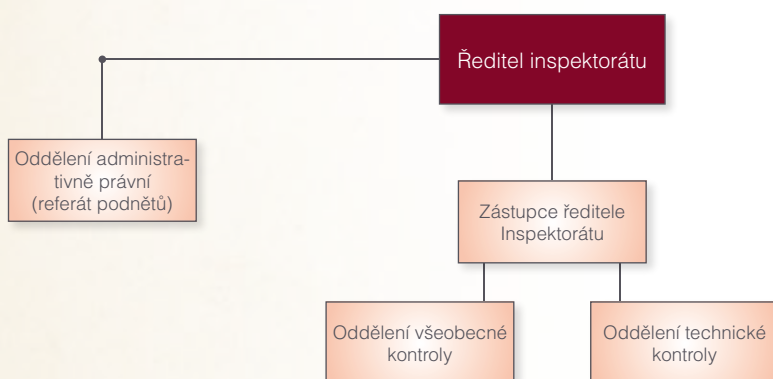 Ředitel inspektorátu
Oddělení administra-
tivně právní
(referát podnětů)
Zástupce ředitele
Inspektorátu
Oddělení všeobecné
kontroly
Oddělení technické
kontroly